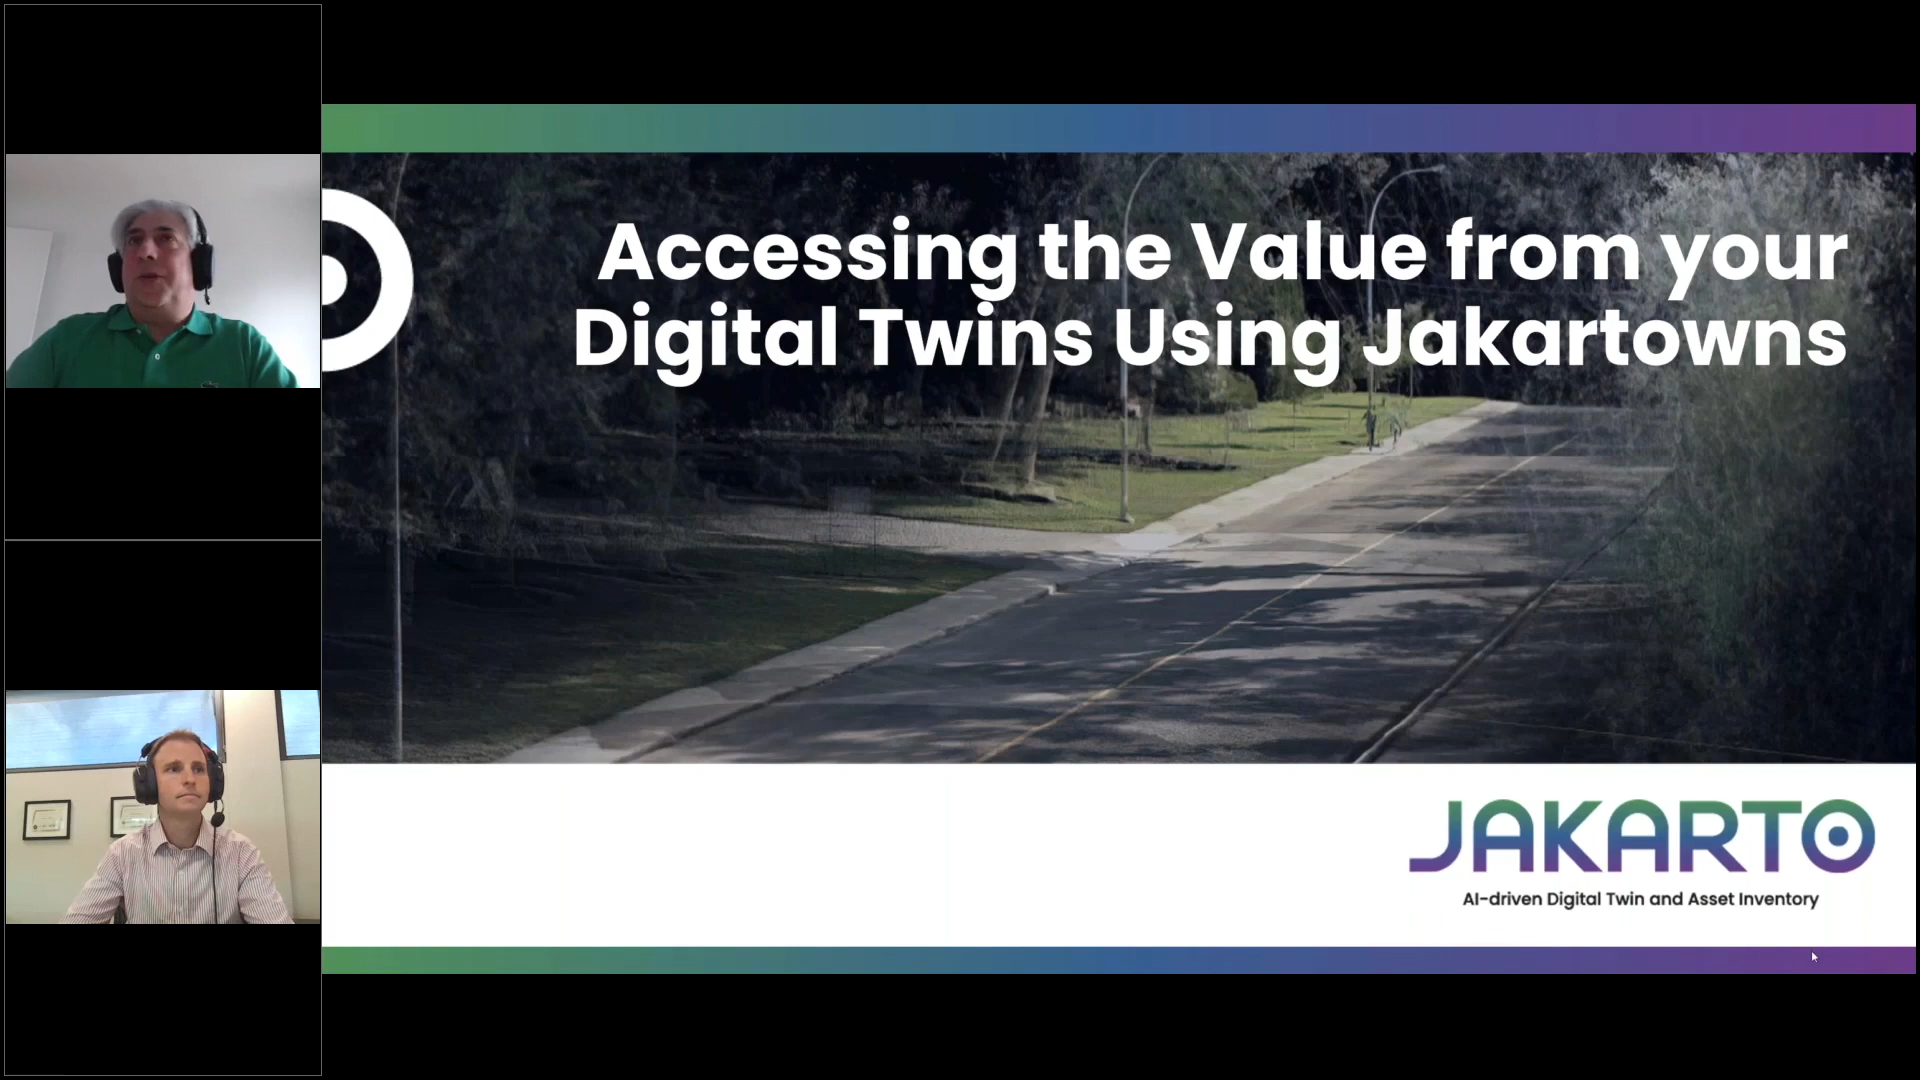 Accessing the Value from your
Digital Twins Using Jakartowns
JAKARTO
AI-driven Digital Twin and Asset Inventory